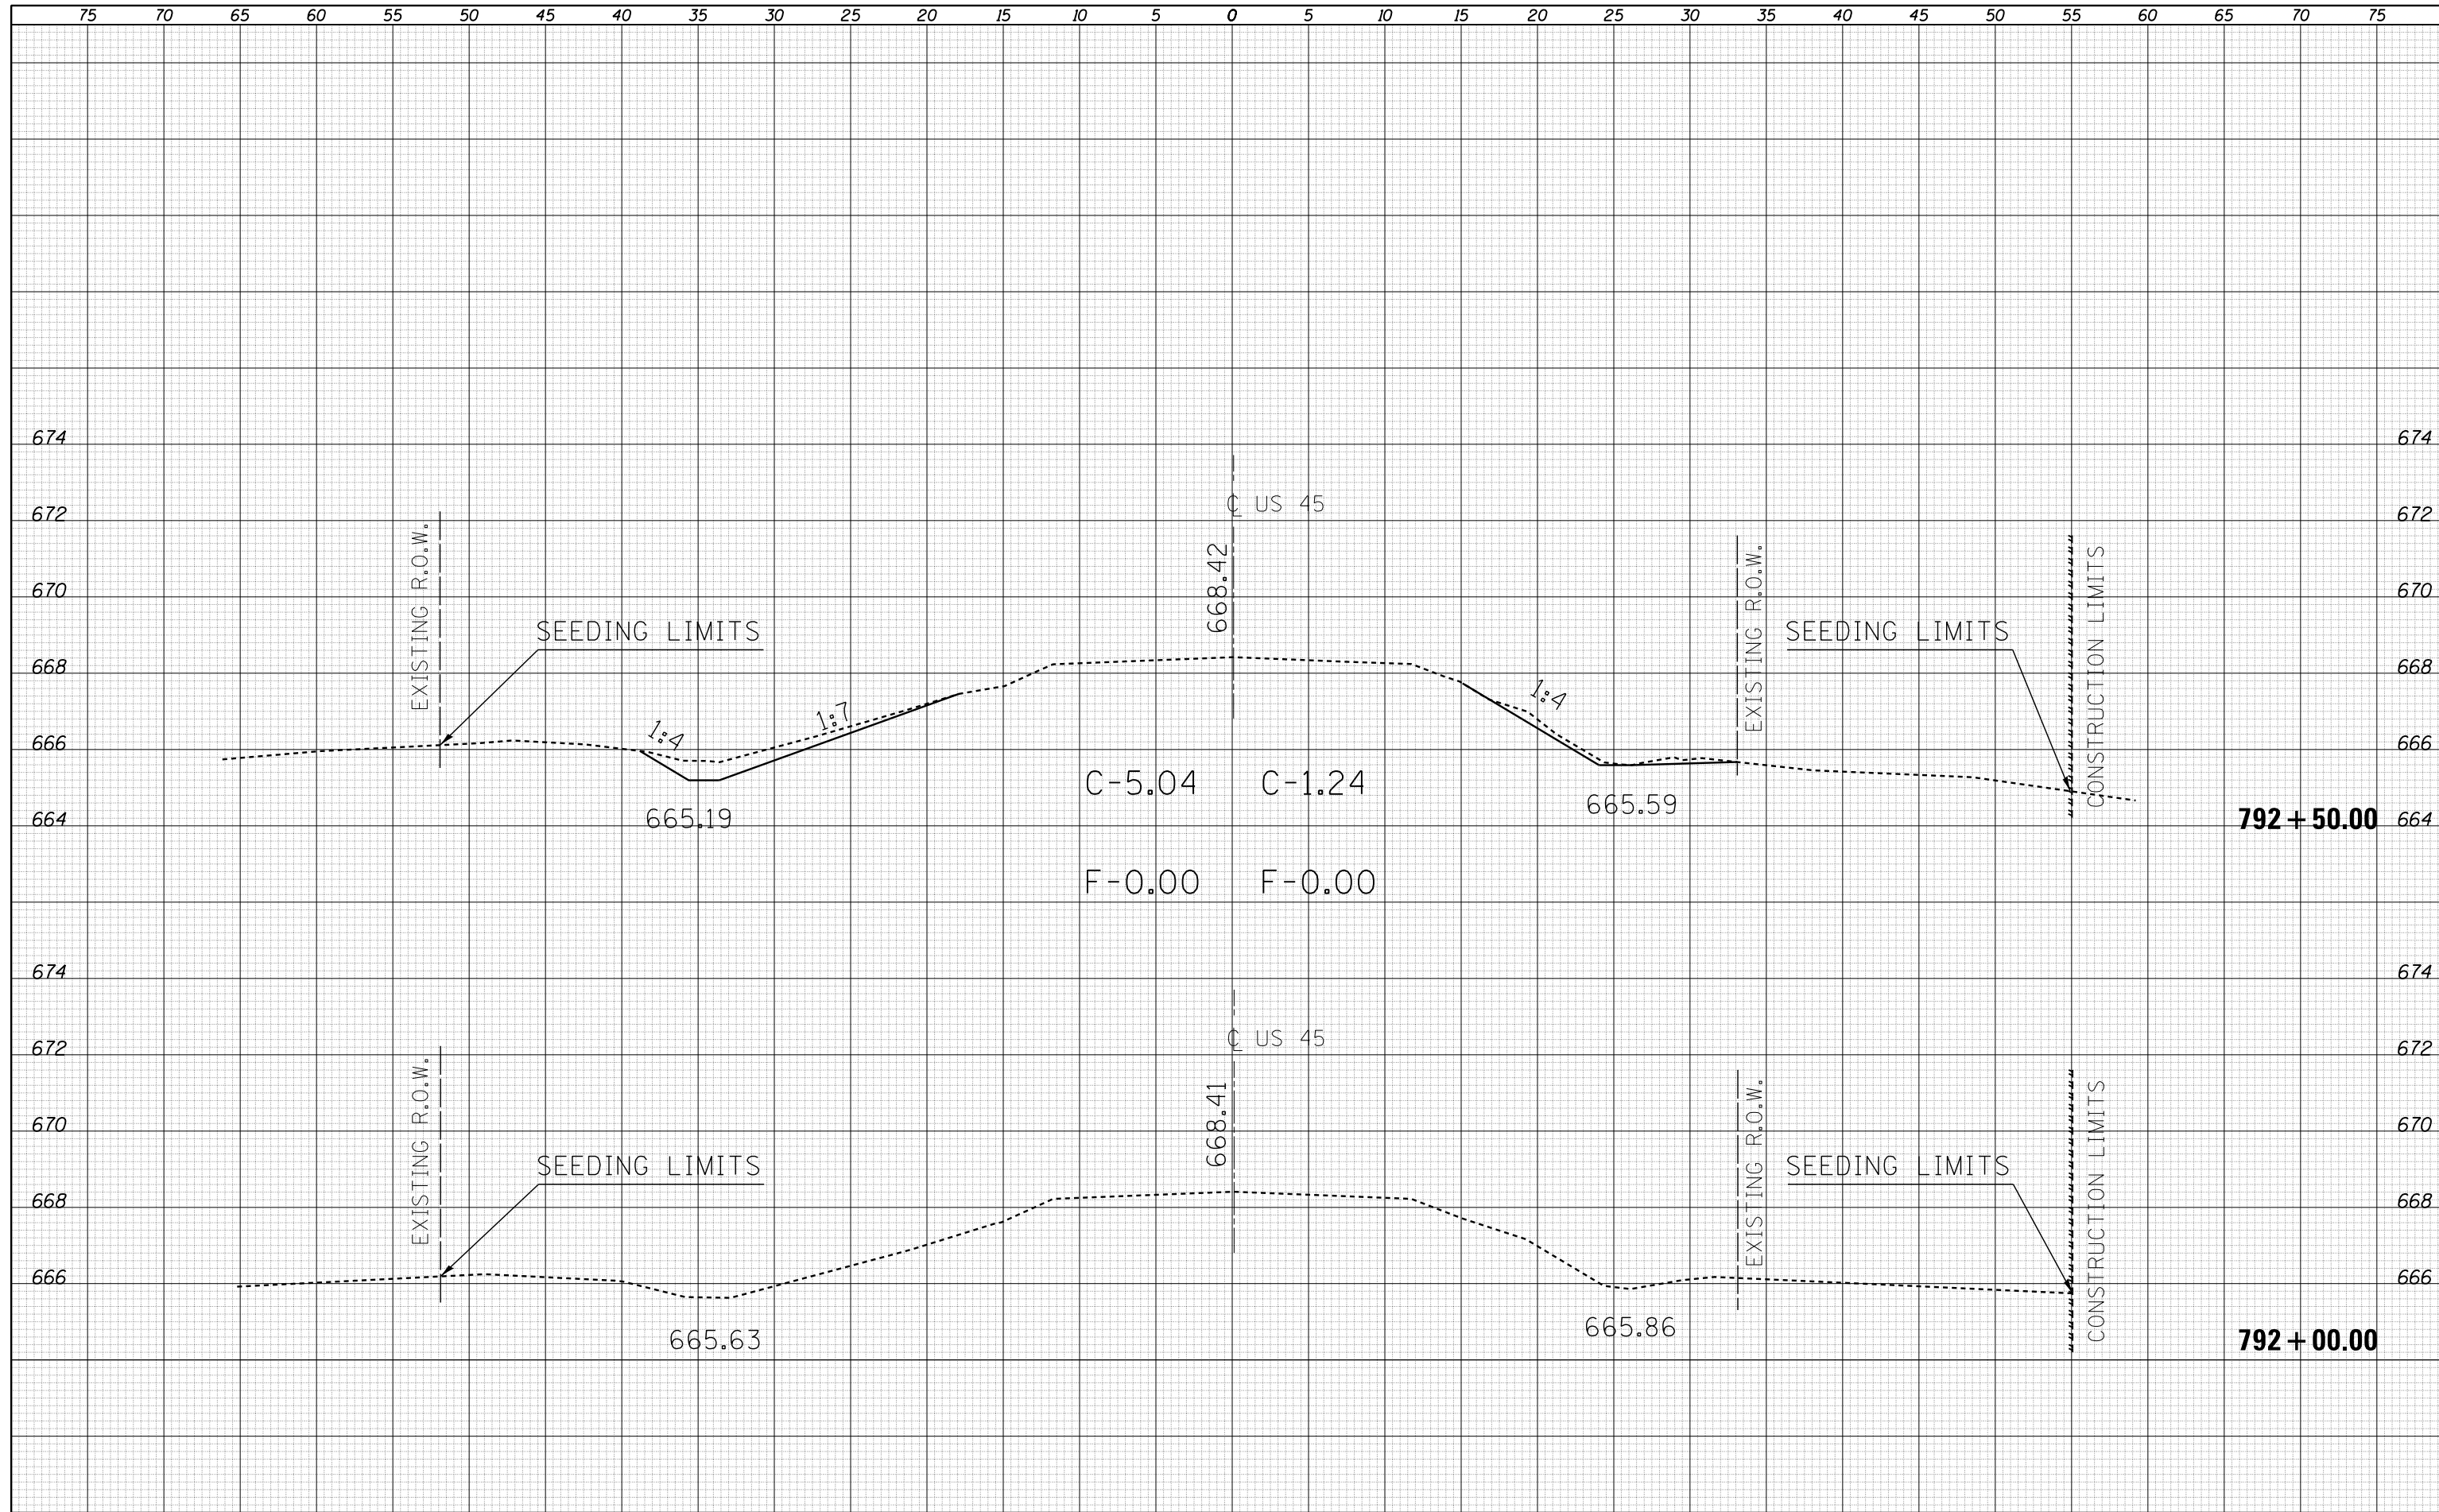 75 70 65 60 55 50 45 40 35 30 25 20 15 10 5 0 5 10 15 20 25 30 35 40 45 50 55 60 65 70 75
674 674
℄ US 45
672 672
EXISTING R.O.W.
668.42
EXISTING R.O.W.
CONSTRUCTION LIMITS
670 670
SEEDING LIMITS SEEDING LIMITS
668 668
1:4 1:7 1:4
666 666
C-5.04 C-1.24
665.19 665.59
664 792+50.00 664
F-0.00 F-0.00
674 674
℄ US 45
672 672
EXISTING R.O.W.
668.41
EXISTING R.O.W.
CONSTRUCTION LIMITS
670 670
SEEDING LIMITS SEEDING LIMITS
668 668
666 666
665.63 665.86 792+00.00